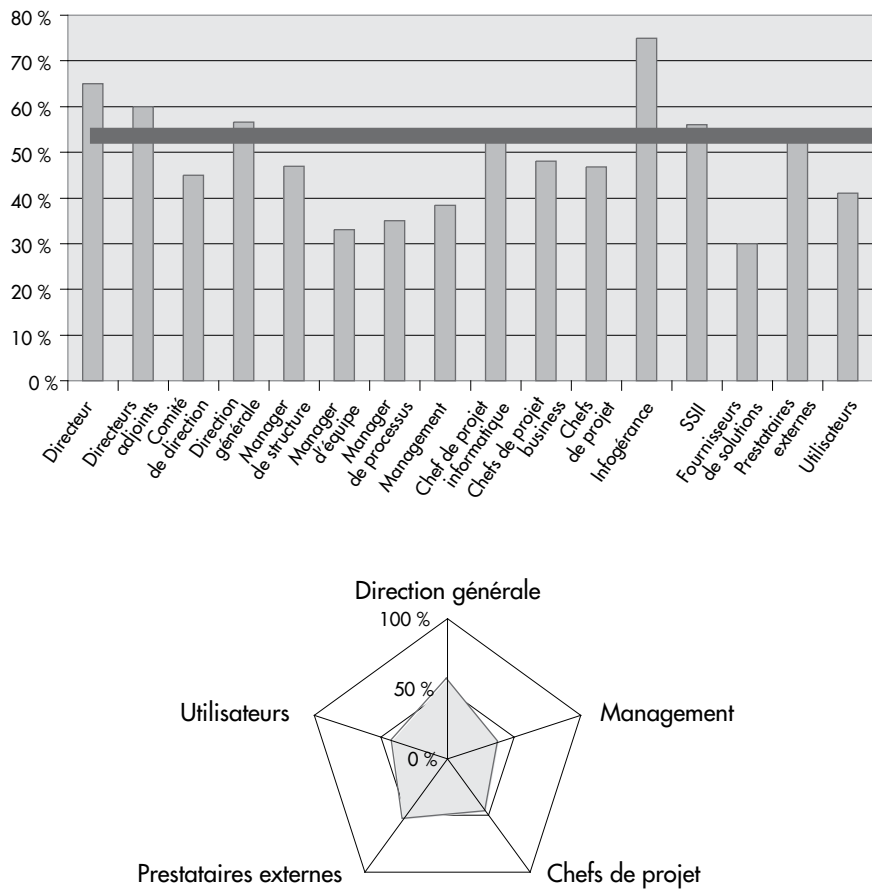 80 %
70 %
60 %
50 %
40 %
30 %
20 %
10 %
0 %
Directeur
Directeurs
adjoints
Comité
de direction
Direction
générale
Manager
de structure
Manager
d'équipe
Manager
de processus
Management
Chef de projet
informatique
Chefs de projet
business
Chefs
de projet
Infogérance
SSII
Fournisseurs
de solutions
Prestataires
externes
Utilisateurs
Direction générale
100 %
50 %
Utilisateurs
Management
0 %
Prestataires externes
Chefs de projet